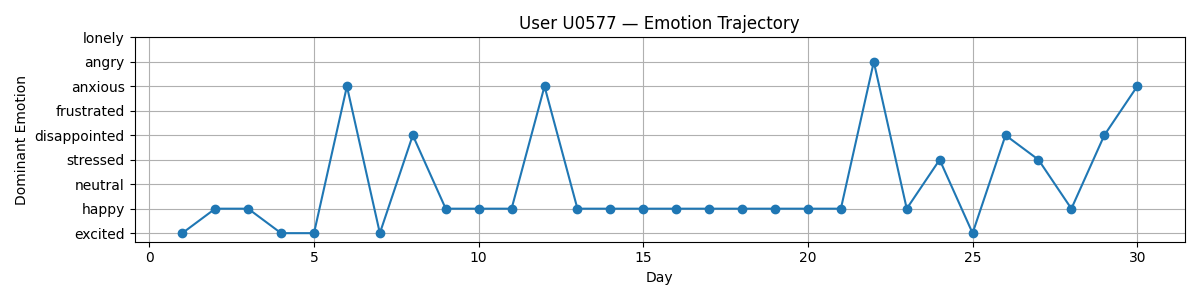 User U0577 — Emotion Trajectory
lonely
angry
anxious
frustrated
disappointed
stressed
neutral
happy
excited
Dominant Emotion
0 5 10 15 20 25 30
Day